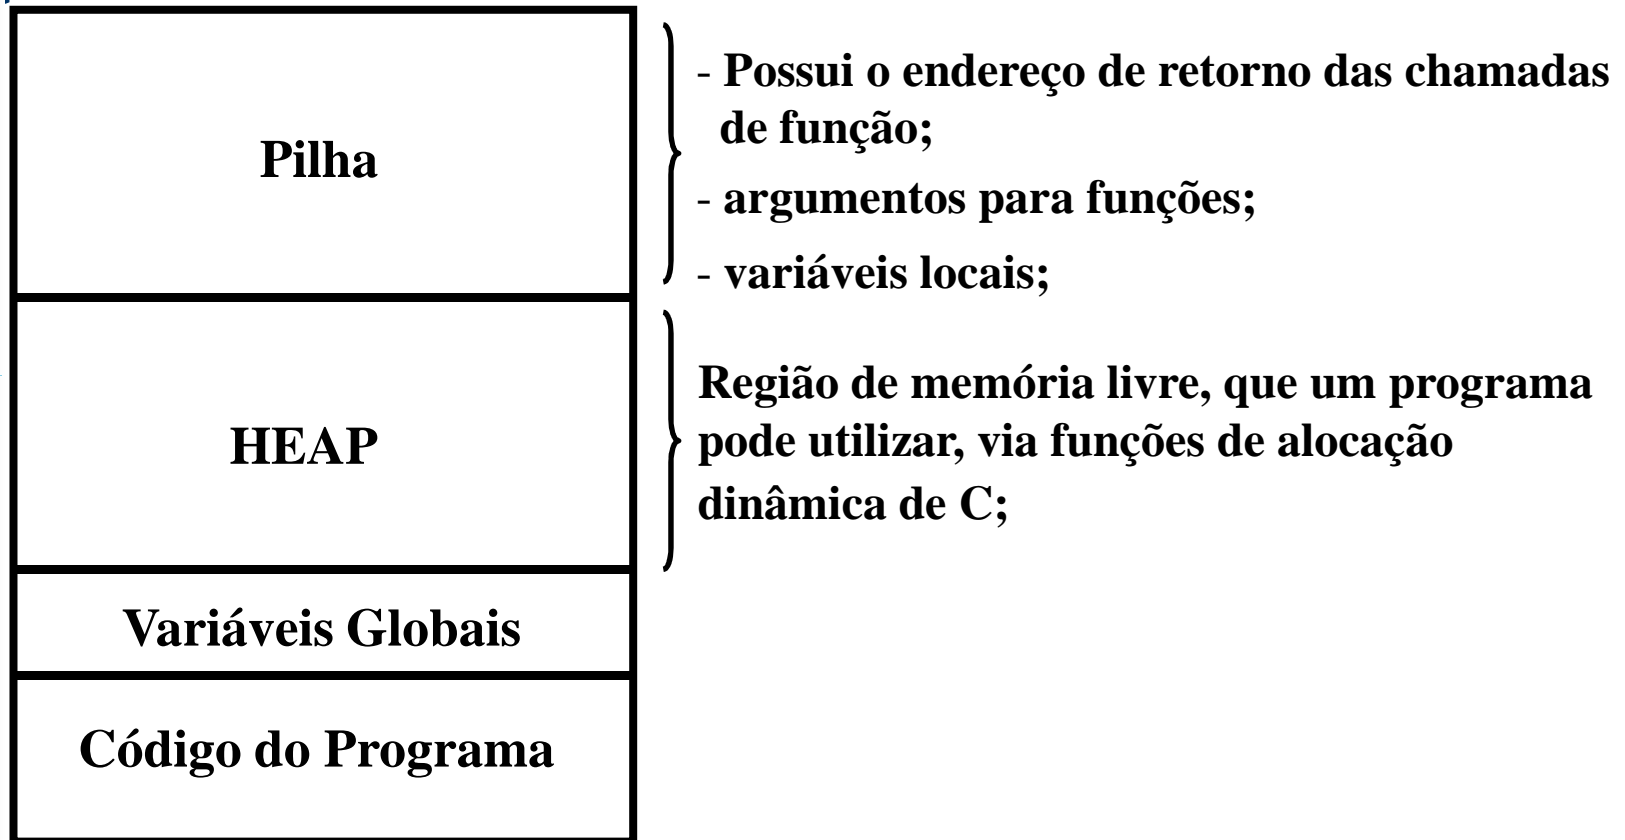 Pilha
- Possui o endereço de retorno das chamadas
de função;
- argumentos para funções;
- variáveis locais;
HEAP
Região de memória livre, que um programa
pode utilizar, via funções de alocação
dinâmica de C;
Variáveis Globais
Código do Programa